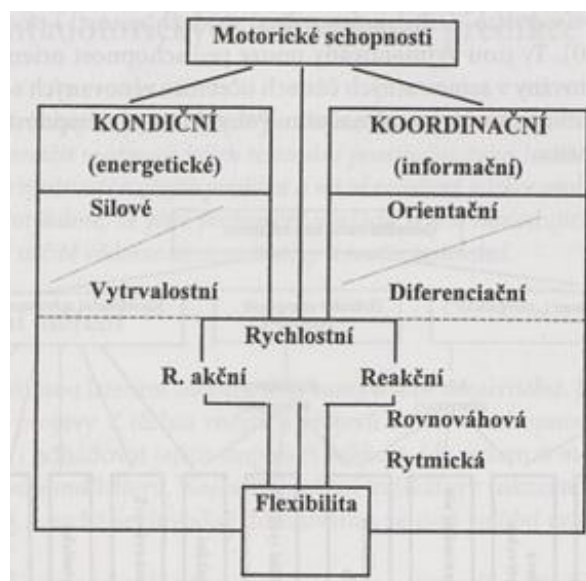 Motorické schopnosti
KONDIČNÍ
(energetické)
KOORDINAČNÍ
(informační)
Silové
Orientační
Vytrvalostní
Diferenciační
Rychlostní
R. akční
Reakční
Rovnováhová
Rytmická
Flexibilita